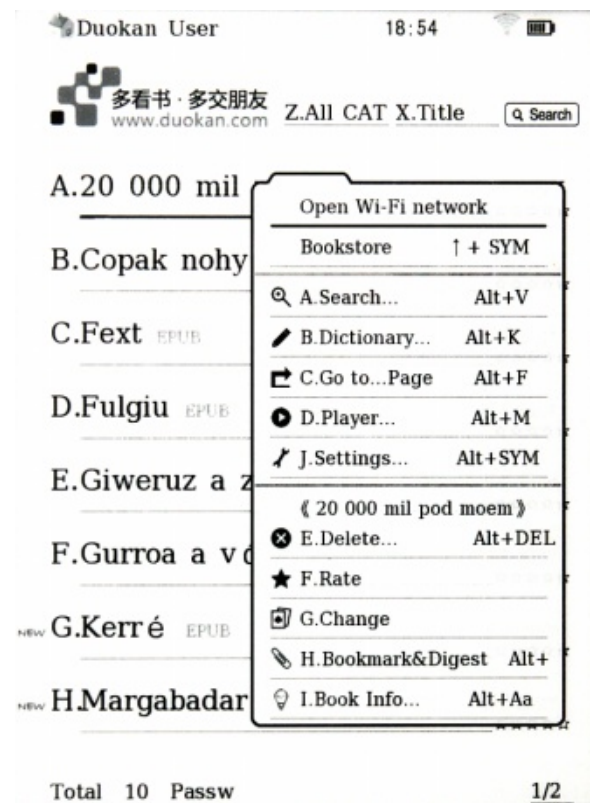 Duokan User 18:54
多看书·多交朋友
www.duokan.com Z.All CAT X.Title Search
A.20 000 mil
Open Wi-Fi network
Bookstore ↑+ SYM
B.Copak nohy
A.Search... Alt+V
C.Fext EPUB
B.Dictionary... Alt+K
C.Go to...Page Alt+F
D.Fulgiu EPUB
D.Player... Alt+M
J.Settings... Alt+SYM
E.Giweruz a z
《20 000 mil pod moem》
E.Delete... Alt+DEL
F.Gurroa a v
F.Rate
G.Change
NEW G.Kerré EPUB
H.Bookmark&Digest Alt+
NEW H.Margabadar
I.Book Info... Alt+Aa
Total 10 Passw 1/2